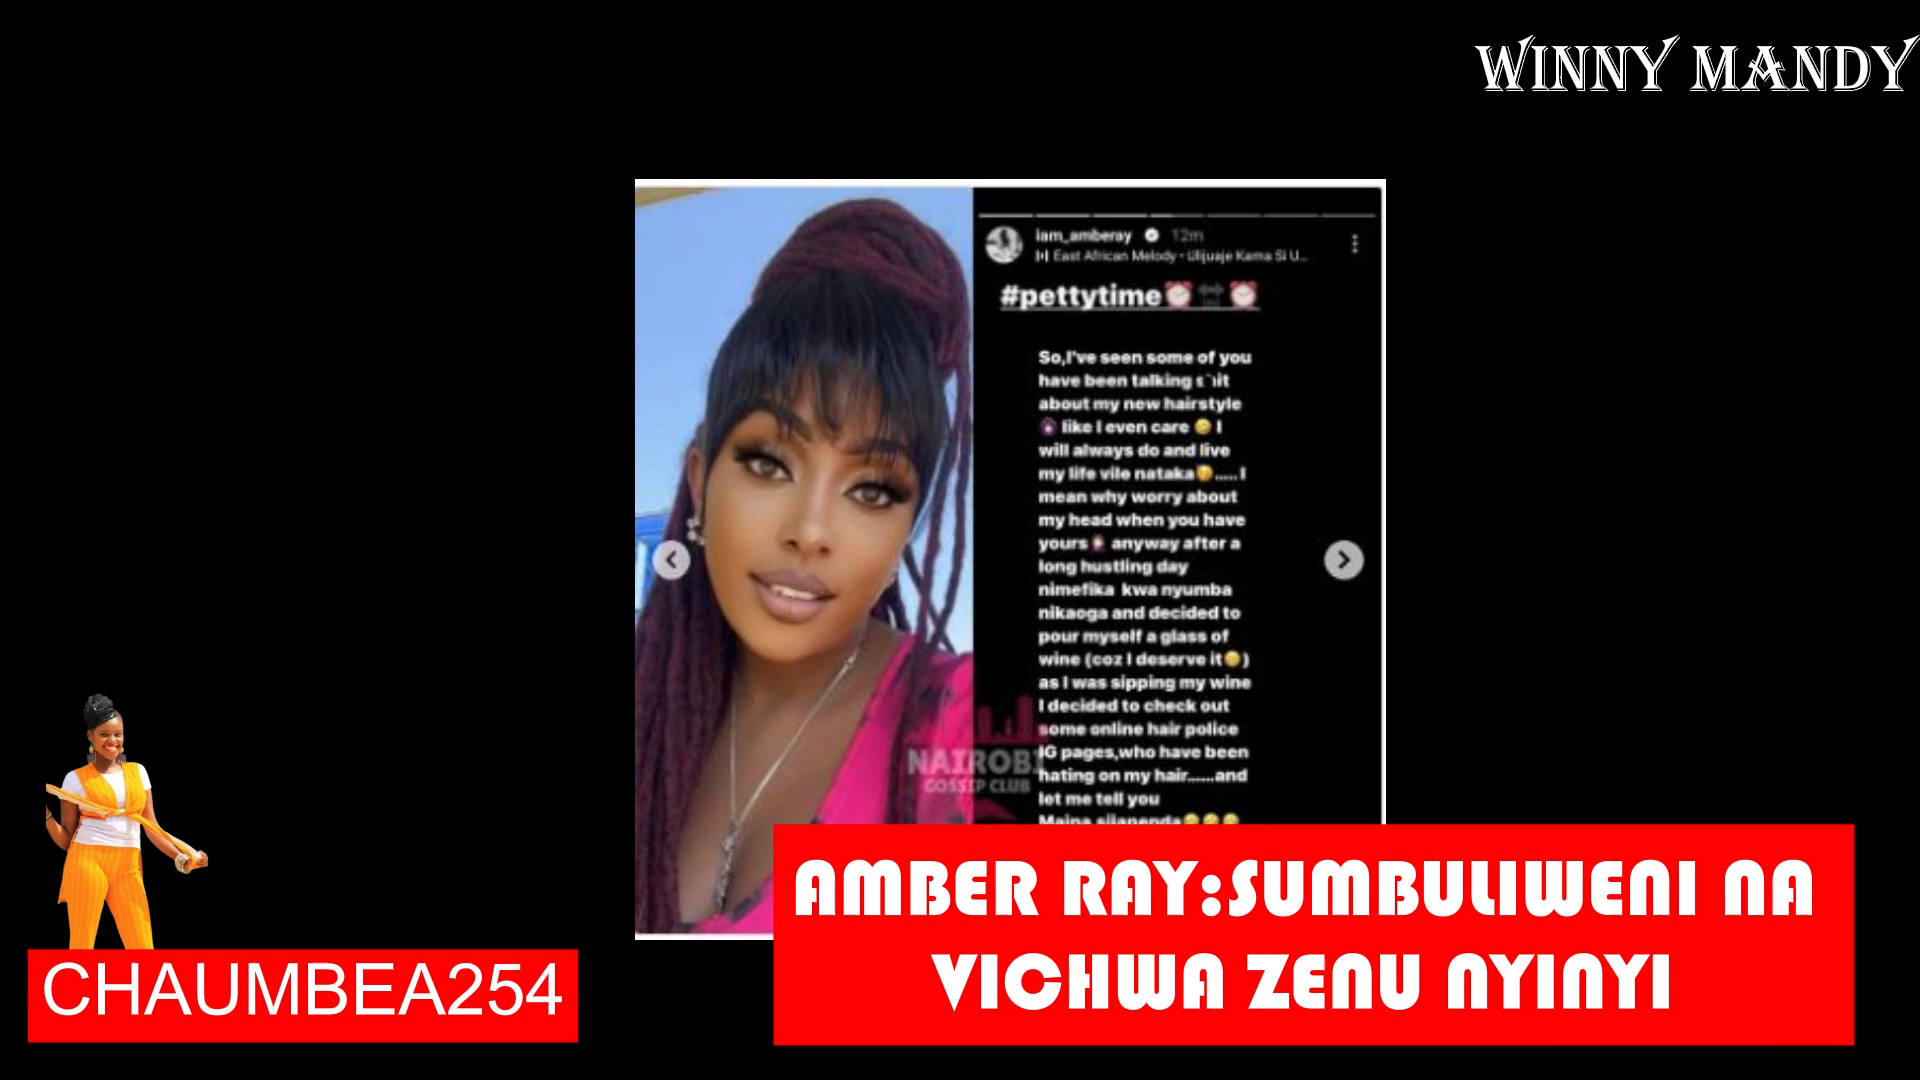 WINNY MANDY
iam_amberay 12m
East African Melody · Ulijuaje Kama Si U...
#pettytime
So,I've seen some of you
have been talking s it
about my new hairstyle
like I even care I
will always do and live
my life vile nataka.....I
mean why worry about
my head when you have
yours anyway after a
long hustling day
nimefika kwa nyumba
nikaoga and decided to
pour myself a glass of
wine (coz I deserve it)
as I was sipping my wine
I decided to check out
some online hair police
IG pages,who have been
hating on my hair......and
let me tell you
Maina sijapenda
NAIROBI
GOSSIP CLUB
AMBER RAY:SUMBULIWENI NA
VICHWA ZENU NYINYI
CHAUMBEA254